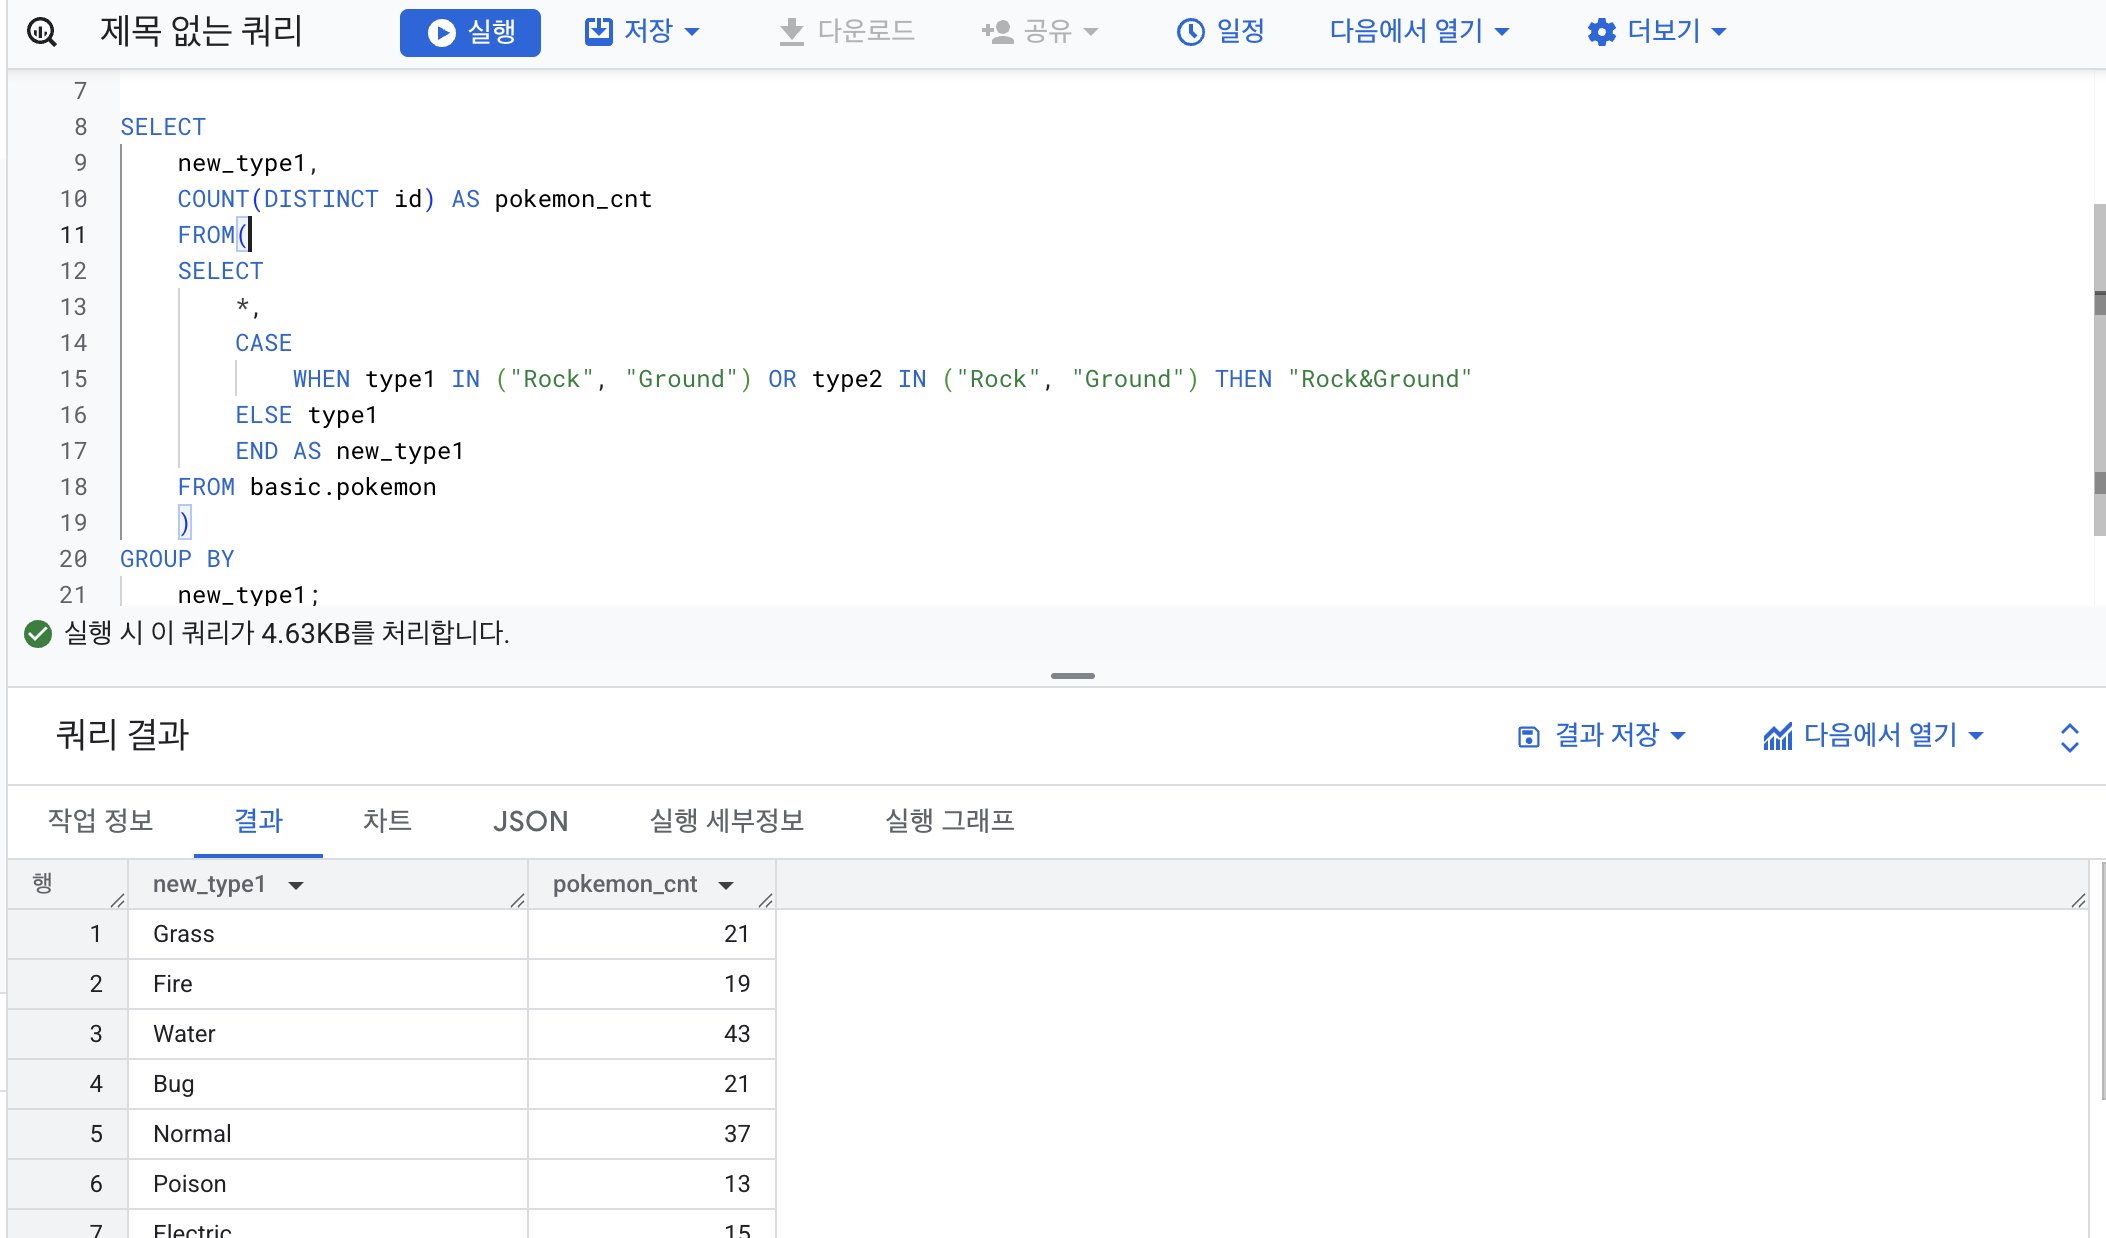 제목 없는 쿼리 실행 저장 다운로드 공유 일정 다음에서 열기 더보기
7
8 SELECT
9 new_type1,
10 COUNT(DISTINCT id) AS pokemon_cnt
11 FROM(
12 SELECT
13 *,
14 CASE
15 WHEN type1 IN ("Rock", "Ground") OR type2 IN ("Rock", "Ground") THEN "Rock&Ground"
16 ELSE type1
17 END AS new_type1
18 FROM basic.pokemon
19 )
20 GROUP BY
21 new_type1;
실행 시 이 쿼리가 4.63KB를 처리합니다.
쿼리 결과 결과 저장 다음에서 열기
작업 정보 결과 차트 JSON 실행 세부정보 실행 그래프
행 new_type1 pokemon_cnt
1 Grass 21
2 Fire 19
3 Water 43
4 Bug 21
5 Normal 37
6 Poison 13
7 Electric 15